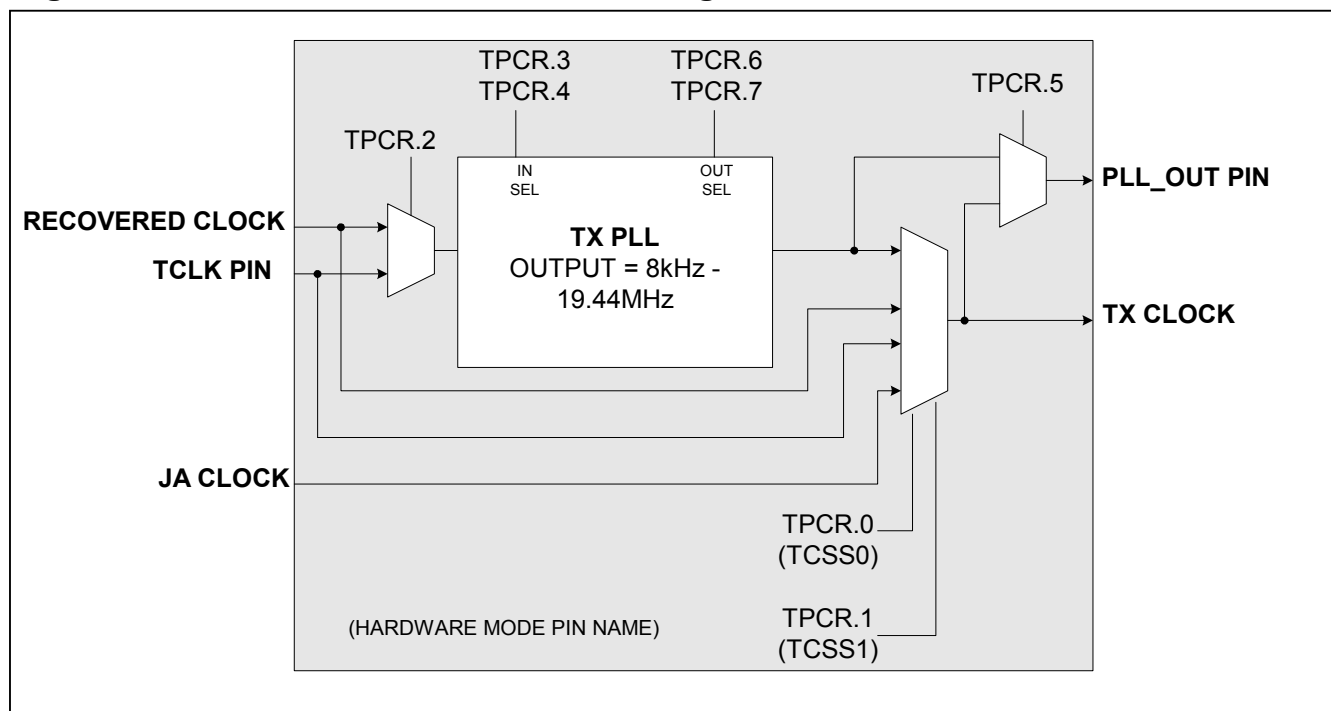 TPCR.3
TPCR.4
TPCR.6
TPCR.7
TPCR.5
TPCR.2
IN
SEL
OUT
SEL
PLL_OUT PIN
RECOVERED CLOCK
TX PLL
OUTPUT = 8kHz -
19.44MHz
TCLK PIN
TX CLOCK
JA CLOCK
TPCR.0
(TCSS0)
TPCR.1
(TCSS1)
(HARDWARE MODE PIN NAME)